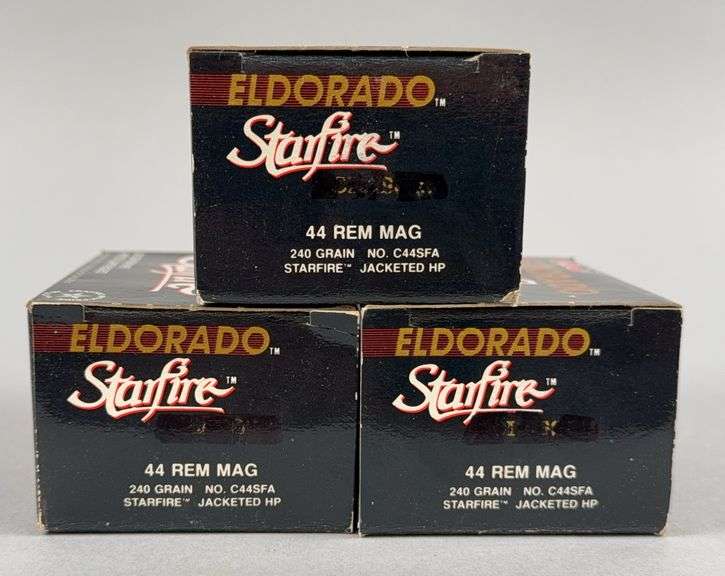 ELDORADO™
Starfire™
44 REM MAG
240 GRAIN NO. C44SFA
STARFIRE™ JACKETED HP
ELDORADO™
Starfire™
44 REM MAG
240 GRAIN NO. C44SFA
STARFIRE™ JACKETED HP
ELDORADO™
Starfire™
44 REM MAG
240 GRAIN NO. C44SFA
STARFIRE™ JACKETED HP